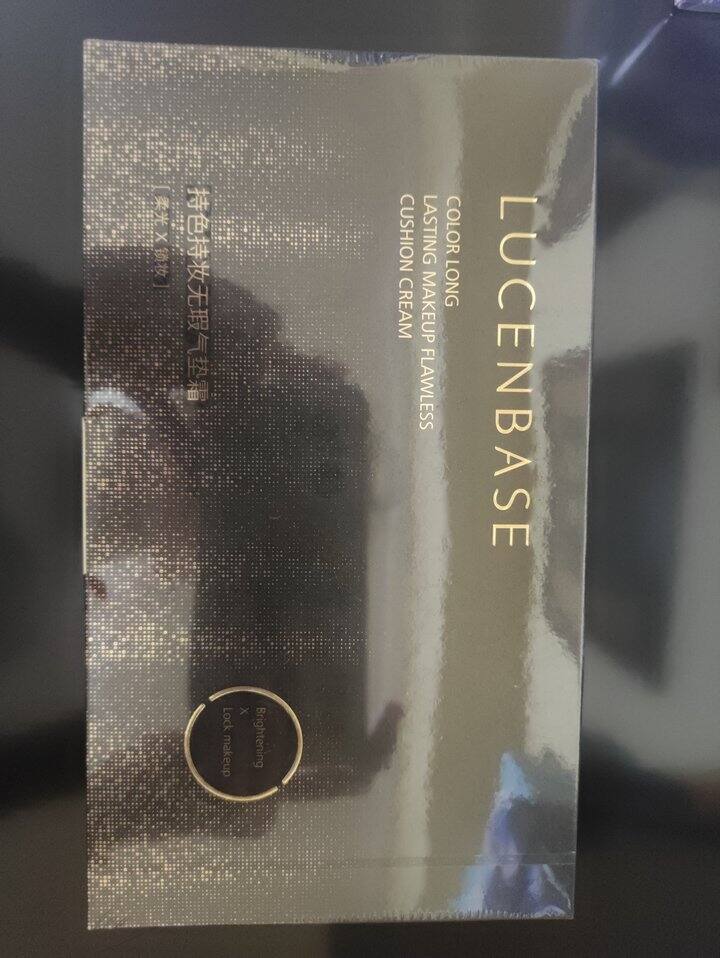 LUCENBASE
COLOR LONG
LASTING MAKEUP FLAWLESS
CUSHION CREAM
持色持妆无瑕气垫霜
[ 柔光 X 锁妆 ]
Brightening
X
Lock makeup